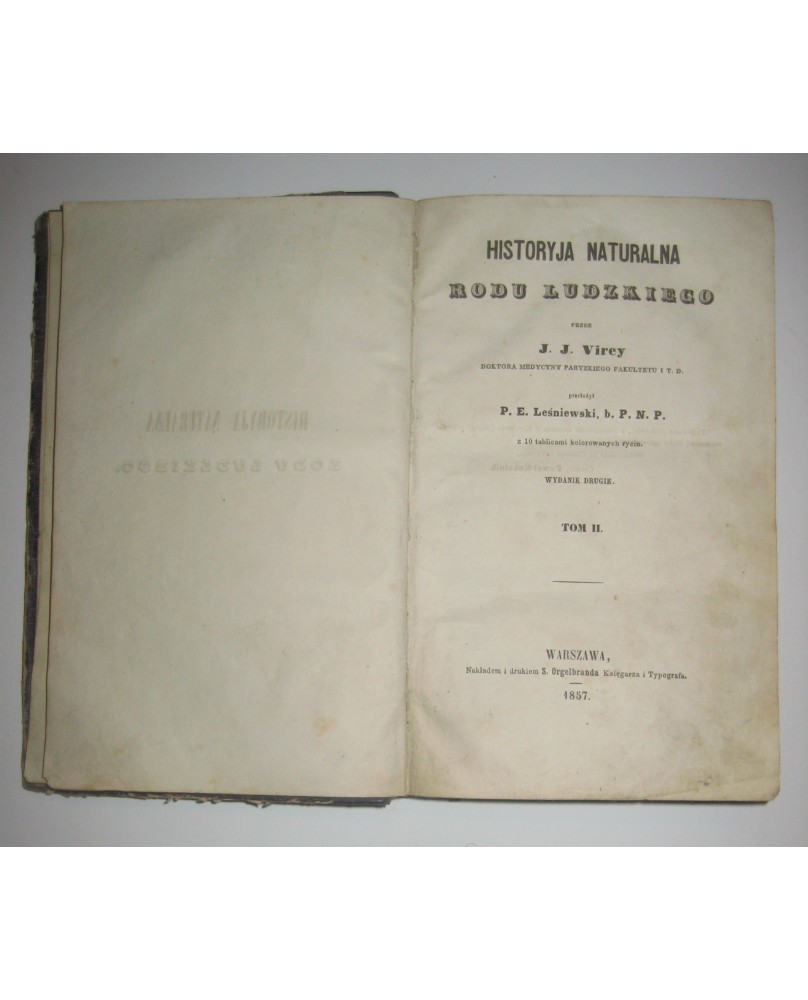 HISTORYJA NATURALNA
RODU LUDZKIEGO
PRZEZ
J. J. Virey
DOKTORA MEDYCYNY PARYZKIEGO FAKULTETU I T. D.
przełożył
P. E. Leśniewski, b. P. N. P.
z 10 tablicami kolorowanych rycin.
WYDANIE DRUGIE.
TOM II.
WARSZAWA,
Nakładem i drukiem S. Orgelbranda Księgarza i Typografa.
1857.